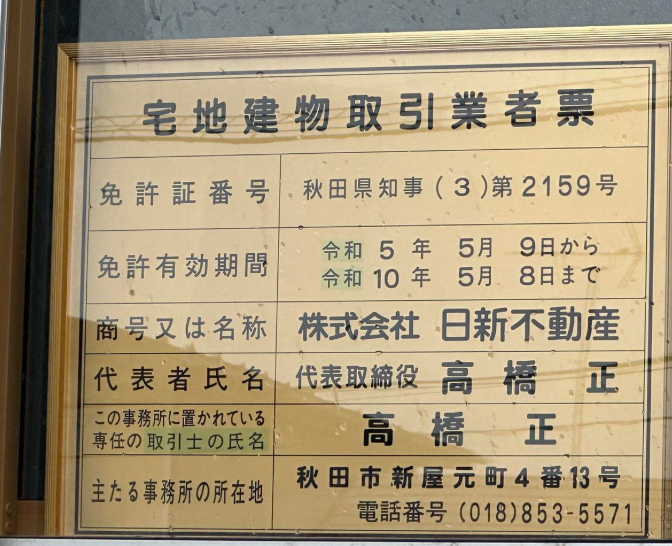 宅地建物取引業者票
免許証番号 秋田県知事(3)第2159号
免許有効期間 令和5年5月9日から
令和10年5月8日まで
商号又は名称 株式会社 日新不動産
代表者氏名 代表取締役 高橋正
この事務所に置かれている
専任の取引士の氏名 高橋正
主たる事務所の所在地 秋田市新屋元町4番13号
電話番号(018)853-5571